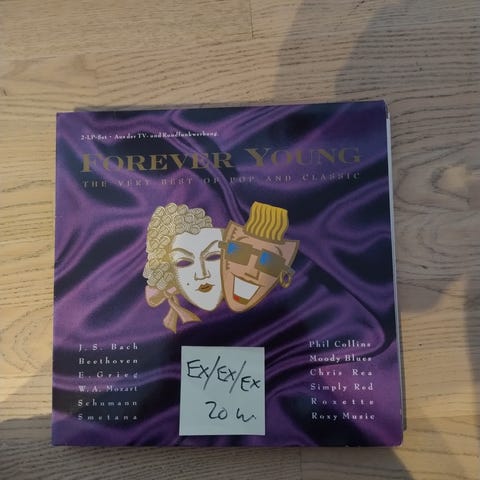 2-LP-Set • Aus der TV- und Rundfunkwerbung.
FOREVER YOUNG
THE VERY BEST OF POP AND CLASSIC
J. S. Bach
Beethoven
E. Grieg
W. A. Mozart
Schumann
Smetana
Phil Collins
Moody Blues
Chris Rea
Simply Red
Roxette
Roxy Music
EX/EX/EX
20